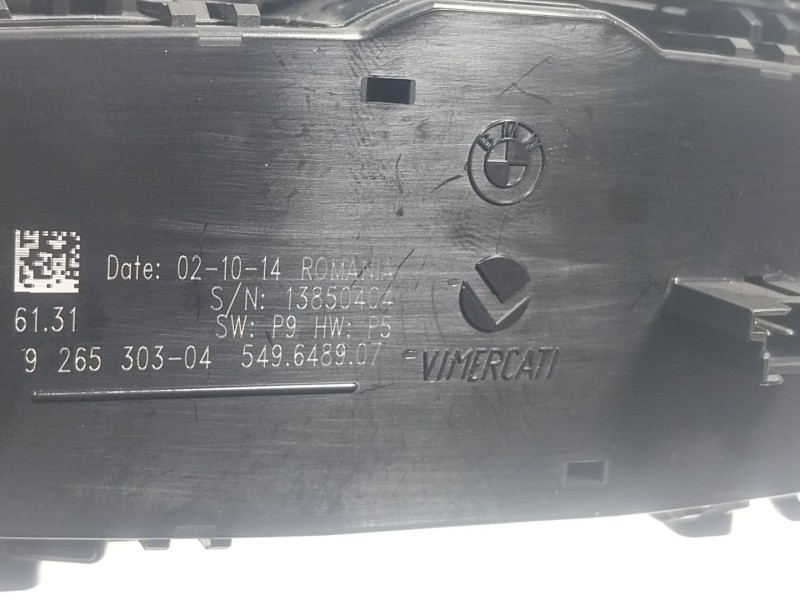 BMW
Date: 02-10-14 ROMANIA
S/N: 13850404
61.31 SW: P9 HW: P5
9 265 303-04 549.6489.07
VIMERCATI